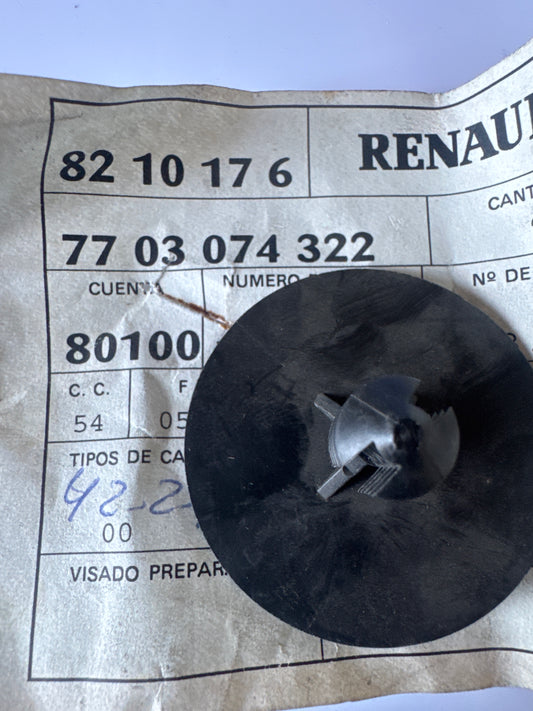 82 10 17 6 RENAU
CANT
77 03 074 322
CUENTA NUMERO Nº DE
80100
C. C. F
54 05
TIPOS DE CA
42-2-
00
VISADO PREPAR